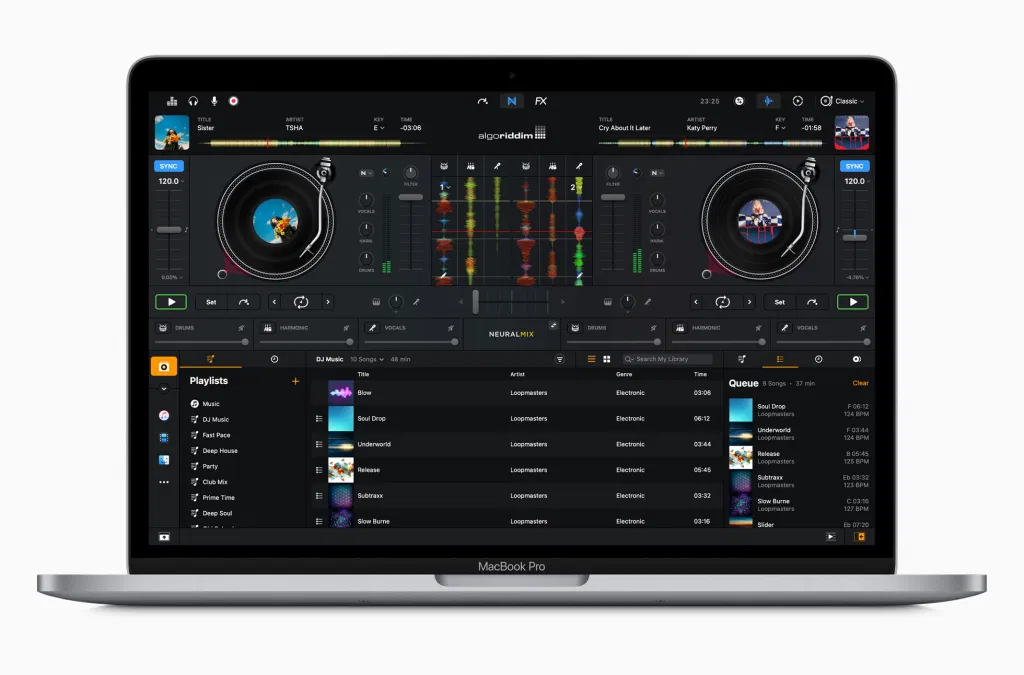 FX
23:25
Classic
TITLE ARTIST KEY TIME
Sister TSHA E -03:06
algoriddim
TITLE ARTIST KEY TIME
Cry About It Later Katy Perry F -01:58
SYNC
120.0
N
FILTER
VOCALS
HARM.
DRUMS
0.00%
1
2
FILTER
N
VOCALS
HARM.
DRUMS
SYNC
120.0
-4.76%
Set
Set
DRUMS HARMONIC VOCALS
NEURALMIX
DRUMS HARMONIC VOCALS
Playlists
Music
DJ Music
Fast Pace
Deep House
Party
Club Mix
Prime Time
Deep Soul
DJ Music 10 Songs 46 min
Search My Library
Title Artist Genre Time
Blow Loopmasters Electronic 03:06
Soul Drop Loopmasters Electronic 06:12
Underworld Loopmasters Electronic 03:44
Release Loopmasters Electronic 05:45
Subtraxx Loopmasters Electronic 03:32
Slow Burne Loopmasters Electronic 03:16
Queue 8 Songs • 37 min Clear
Soul Drop F 06:12
Loopmasters 124 BPM
Underworld F 03:44
Loopmasters 124 BPM
Release B 05:45
Loopmasters 125 BPM
Subtraxx Eb 03:32
Loopmasters 123 BPM
Slow Burne C 03:16
Loopmasters 127 BPM
Slider Eb 07:20
MacBook Pro